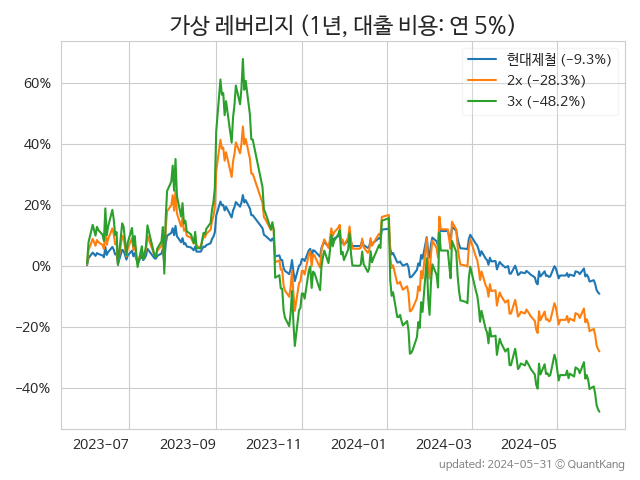 가상 레버리지 (1년, 대출 비용: 연 5%)
현대제철 (−9.3%)
2x (−28.3%)
3x (−48.2%)
60%
40%
20%
0%
−20%
−40%
2023-07
2023-09
2023-11
2024-01
2024-03
2024-05
updated: 2024-05-31 © QuantKang